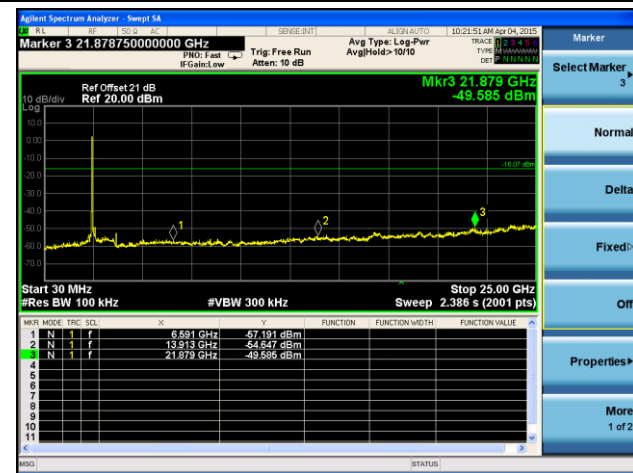 Agilent Spectrum Analyzer - Swept SA
RL RF 50 Ω AC SENSE:INT ALIGN AUTO 10:21:51 AM Apr 04, 2015
Marker 3 21.878750000000 GHz
PNO: Fast
IFGain:Low
Trig: Free Run
Atten: 10 dB
Avg Type: Log-Pwr
Avg|Hold:>10/10
TRACE 1 2 3 4 5 6
TYPE M
DET P N N N N N
Mkr3 21.879 GHz
-49.585 dBm
Ref Offset 21 dB
10 dB/div Ref 20.00 dBm
Log
10.0
0.00
-10.0
-16.07 dBm
-20.0
-30.0
-40.0
-50.0
-60.0
-70.0
1
2
3
Start 30 MHz Stop 25.00 GHz
#Res BW 100 kHz #VBW 300 kHz Sweep 2.386 s (2001 pts)
MKR MODE TRC SCL X Y FUNCTION FUNCTION WIDTH FUNCTION VALUE
1 N 1 f 6.591 GHz -57.191 dBm
2 N 1 f 13.913 GHz -54.647 dBm
3 N 1 f 21.879 GHz -49.585 dBm
4
5
6
7
8
9
10
11
MSG STATUS
Marker
Select Marker
3
Normal
Delta
Fixed
Off
Properties
More
1 of 2